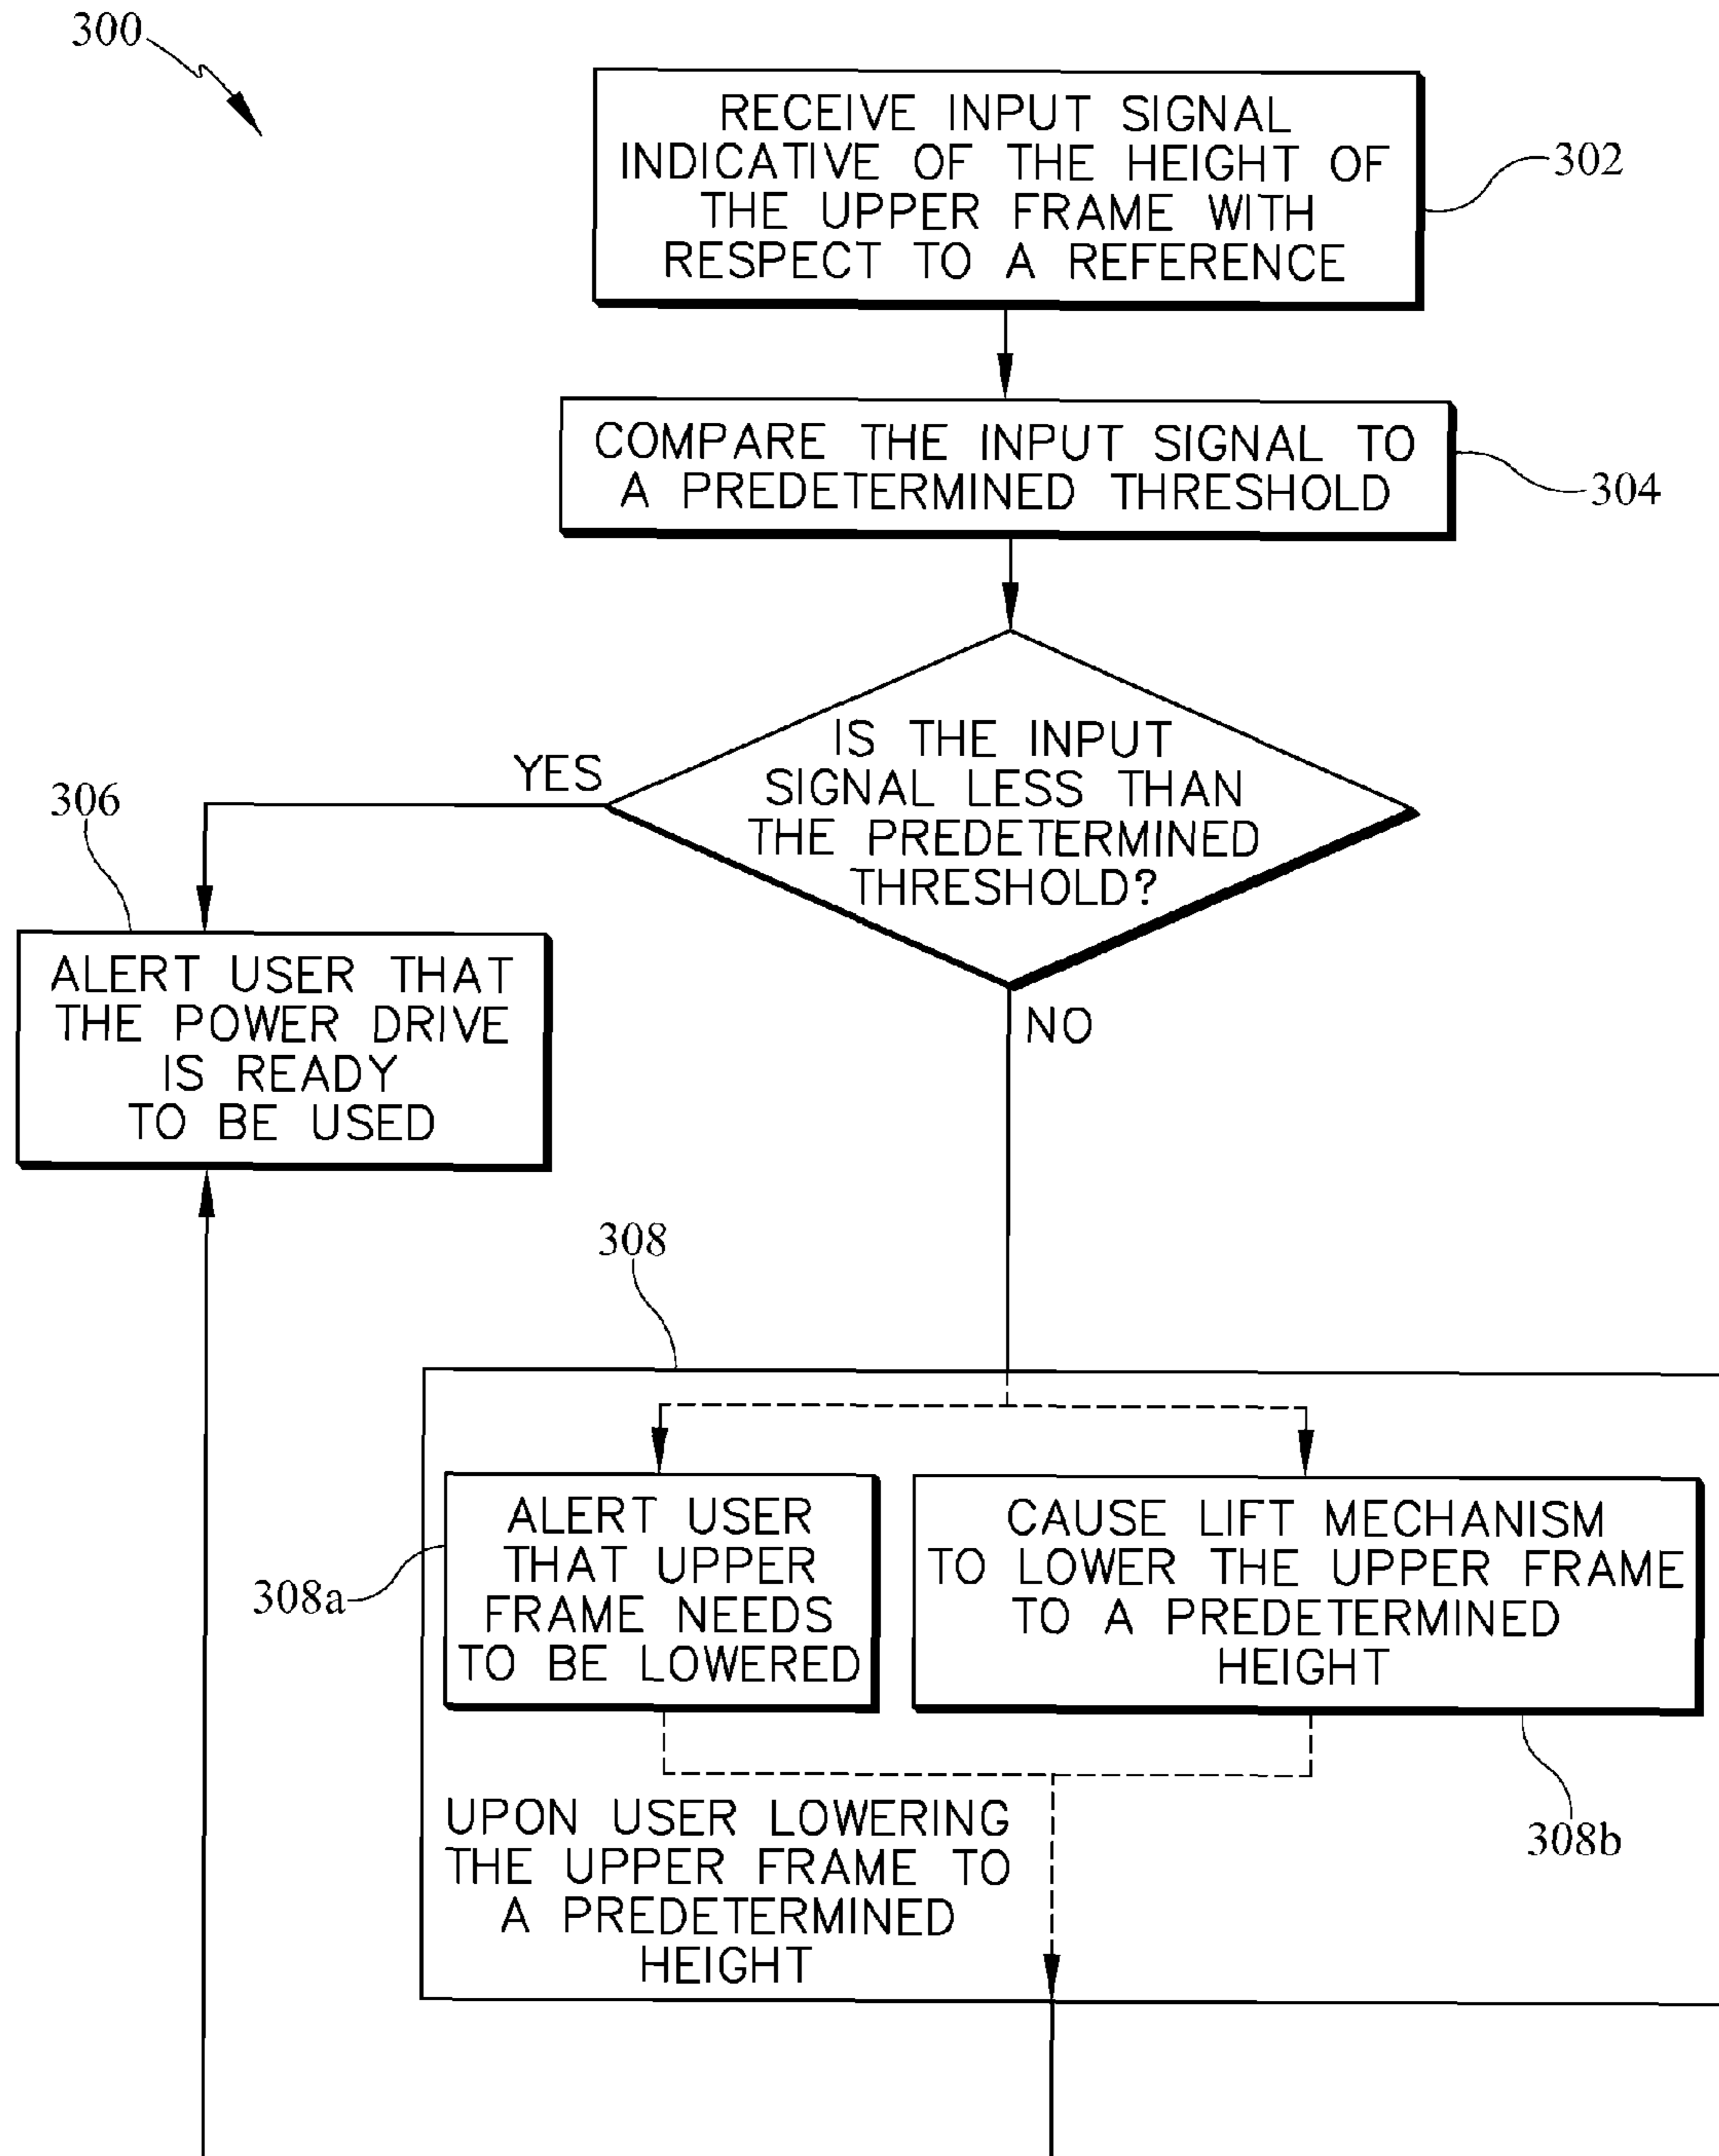 300
RECEIVE INPUT SIGNAL
INDICATIVE OF THE HEIGHT OF
THE UPPER FRAME WITH
RESPECT TO A REFERENCE
302
COMPARE THE INPUT SIGNAL TO
A PREDETERMINED THRESHOLD
304
IS THE INPUT
SIGNAL LESS THAN
THE PREDETERMINED
THRESHOLD?
YES
306
ALERT USER THAT
THE POWER DRIVE
IS READY
TO BE USED
NO
308
ALERT USER
THAT UPPER
FRAME NEEDS
TO BE LOWERED
308a
CAUSE LIFT MECHANISM
TO LOWER THE UPPER FRAME
TO A PREDETERMINED
HEIGHT
308b
UPON USER LOWERING
THE UPPER FRAME TO
A PREDETERMINED
HEIGHT